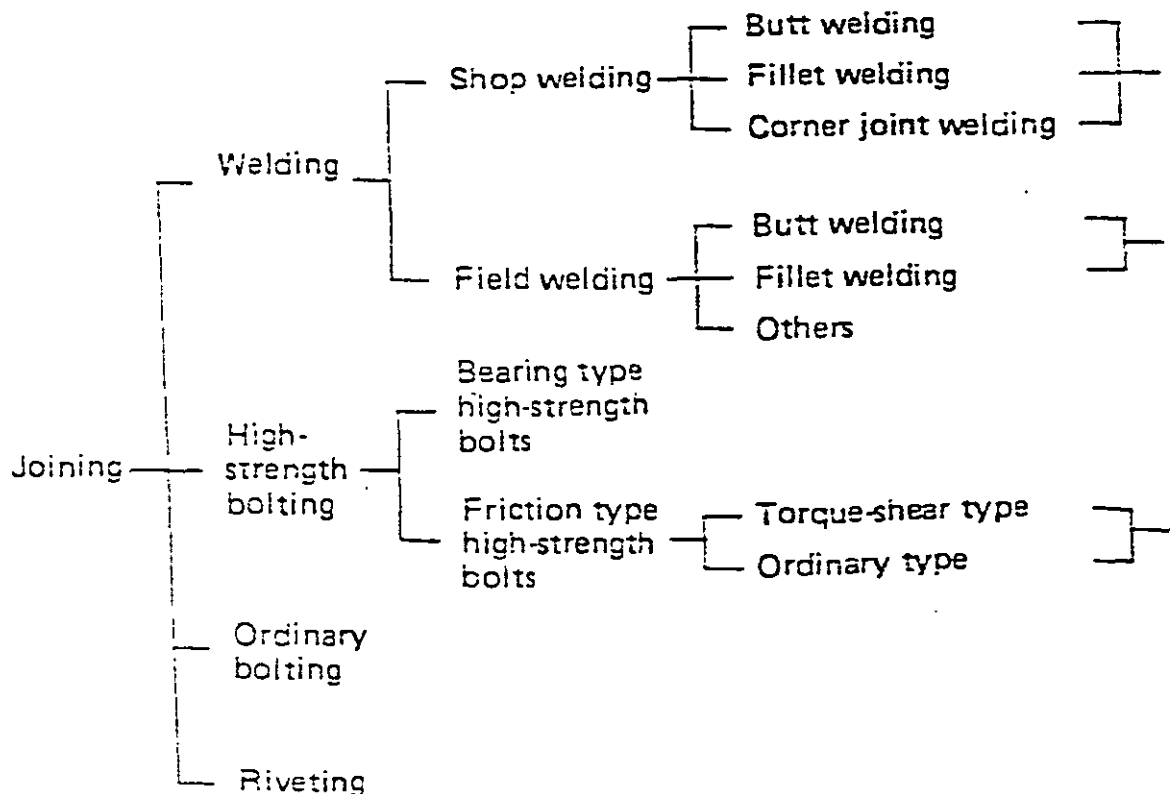 Butt welding
Shop welding
Fillet welding
Corner joint welding
Welding
Butt welding
Field welding
Fillet welding
Others
Bearing type
high-strength
bolts
High-
strength
bolting
Joining
Friction type
high-strength
bolts
Torque-shear type
Ordinary type
Ordinary
bolting
Riveting